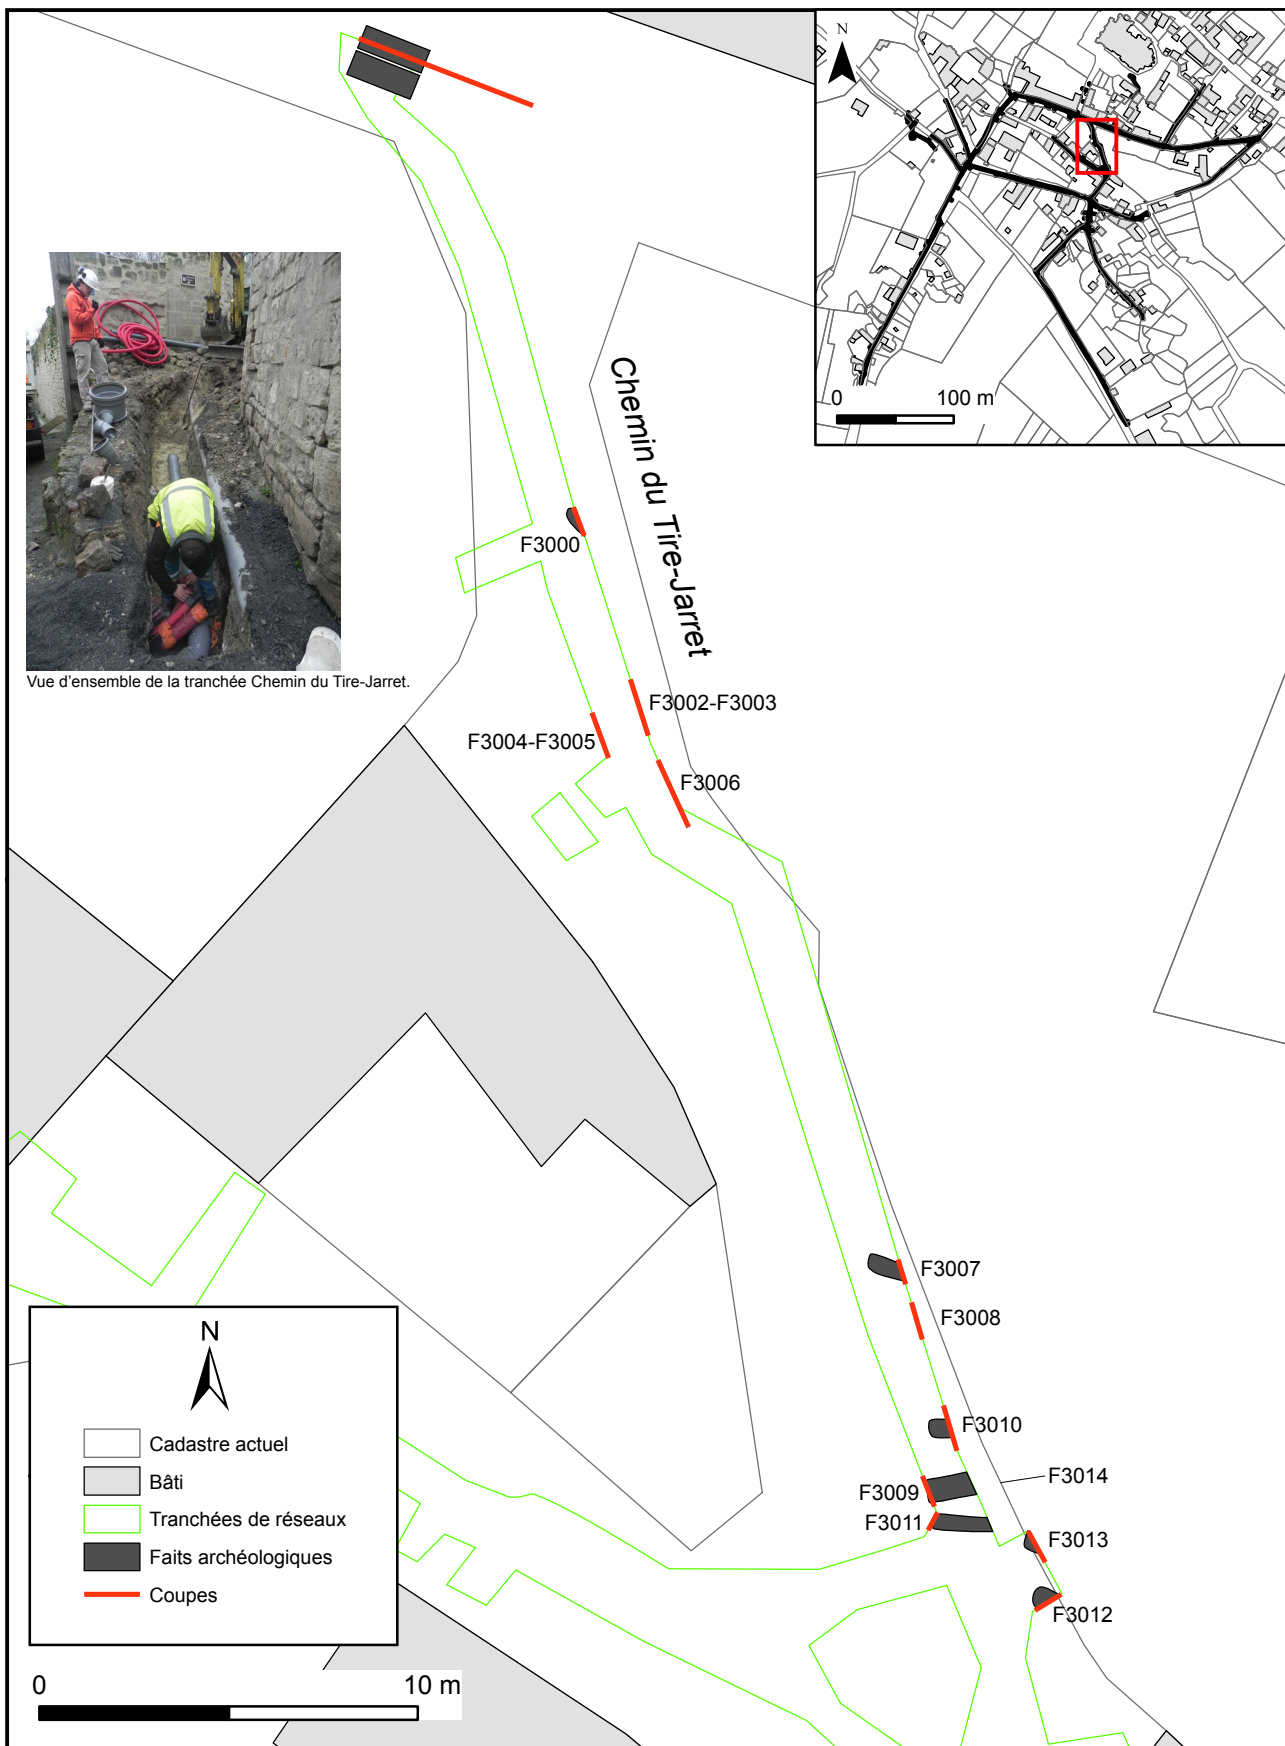 N
0
100 m
Chemin du Tire-Jarret
F3000
Vue d'ensemble de la tranchée Chemin du Tire-Jarret.
F3002-F3003
F3004-F3005
F3006
F3007
F3008
F3010
F3014
F3009
F3011
F3013
F3012
N
Cadastre actuel
Bâti
Tranchées de réseaux
Faits archéologiques
Coupes
0
10 m